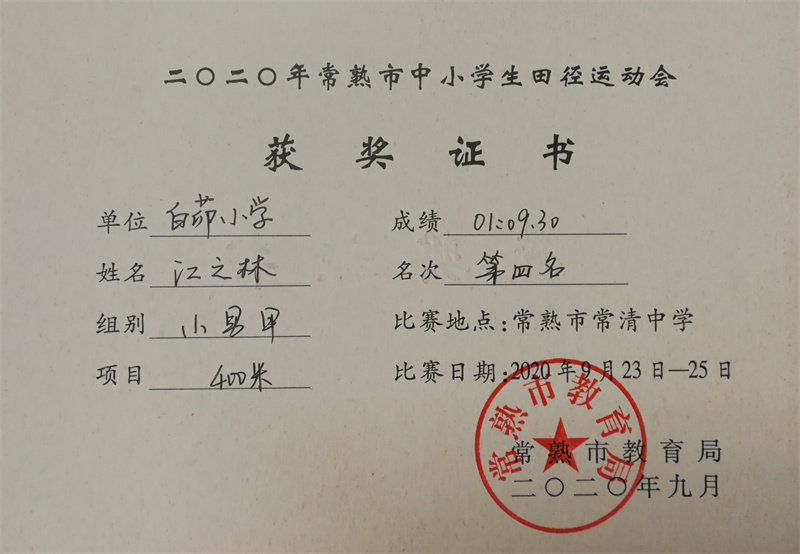 二〇二〇年常熟市中小学生田径运动会
获奖证书
单位 白茆小学
成绩 01:09.30
姓名 江之林
名次 第四名
组别 小男甲
比赛地点:常熟市常清中学
项目 400米
比赛日期:2020年9月23日—25日
常熟市教育局
常熟市教育局
二〇二〇年九月